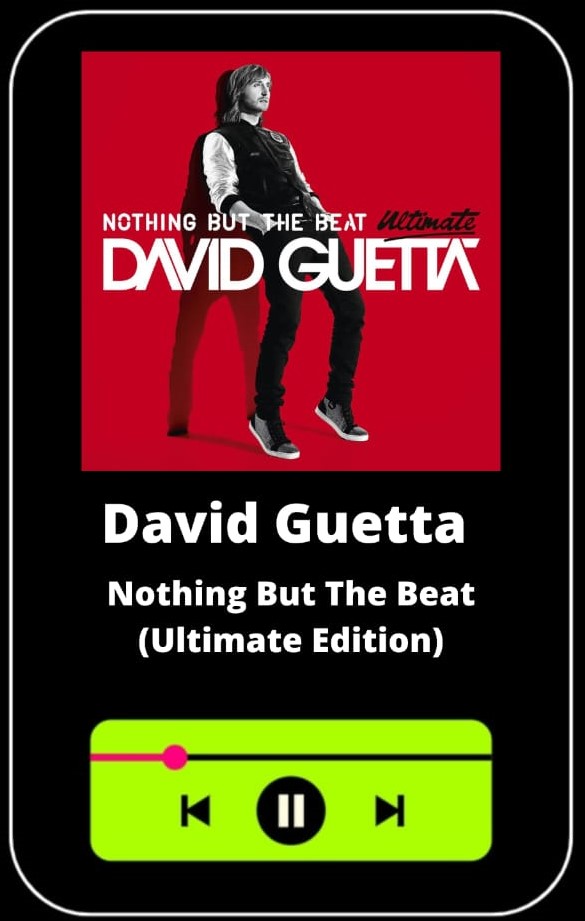 NOTHING BUT THE BEAT Ultimate
DAVID GUETTA
David Guetta
Nothing But The Beat
(Ultimate Edition)